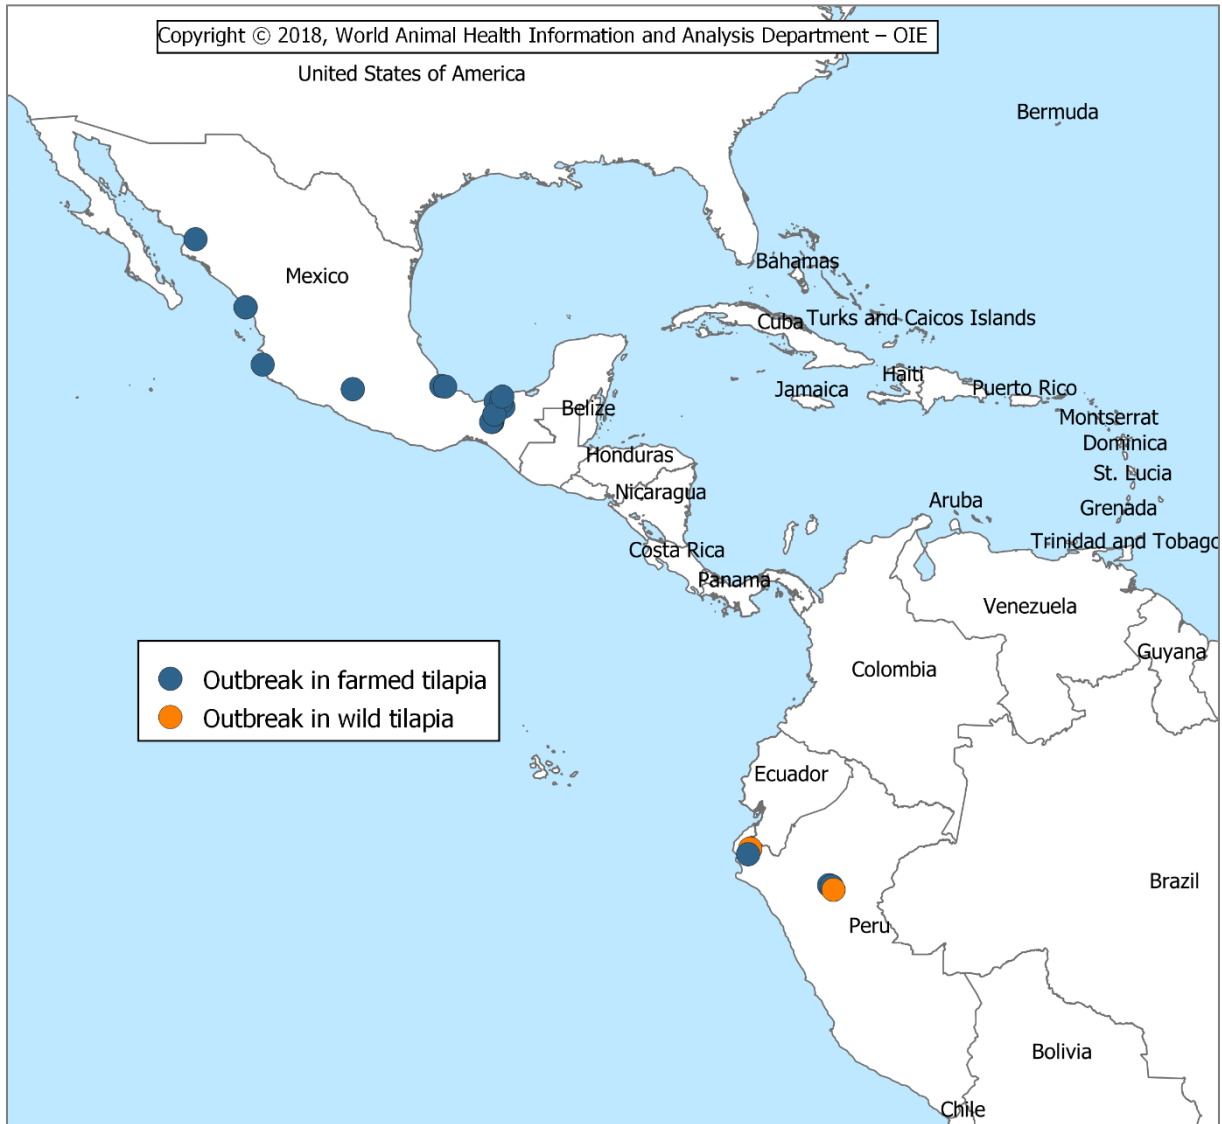 Copyright © 2018, World Animal Health Information and Analysis Department – OIE
United States of America
Bermuda
Bahamas
Mexico
Cuba
Turks and Caicos Islands
Haiti
Jamaica
Puerto Rico
Belize
Montserrat
Dominica
Honduras
St. Lucia
Nicaragua
Aruba
Grenada
Trinidad and Tobago
Costa Rica
Panama
Venezuela
Guyana
Colombia
Outbreak in farmed tilapia
Outbreak in wild tilapia
Ecuador
Brazil
Peru
Bolivia
Chile